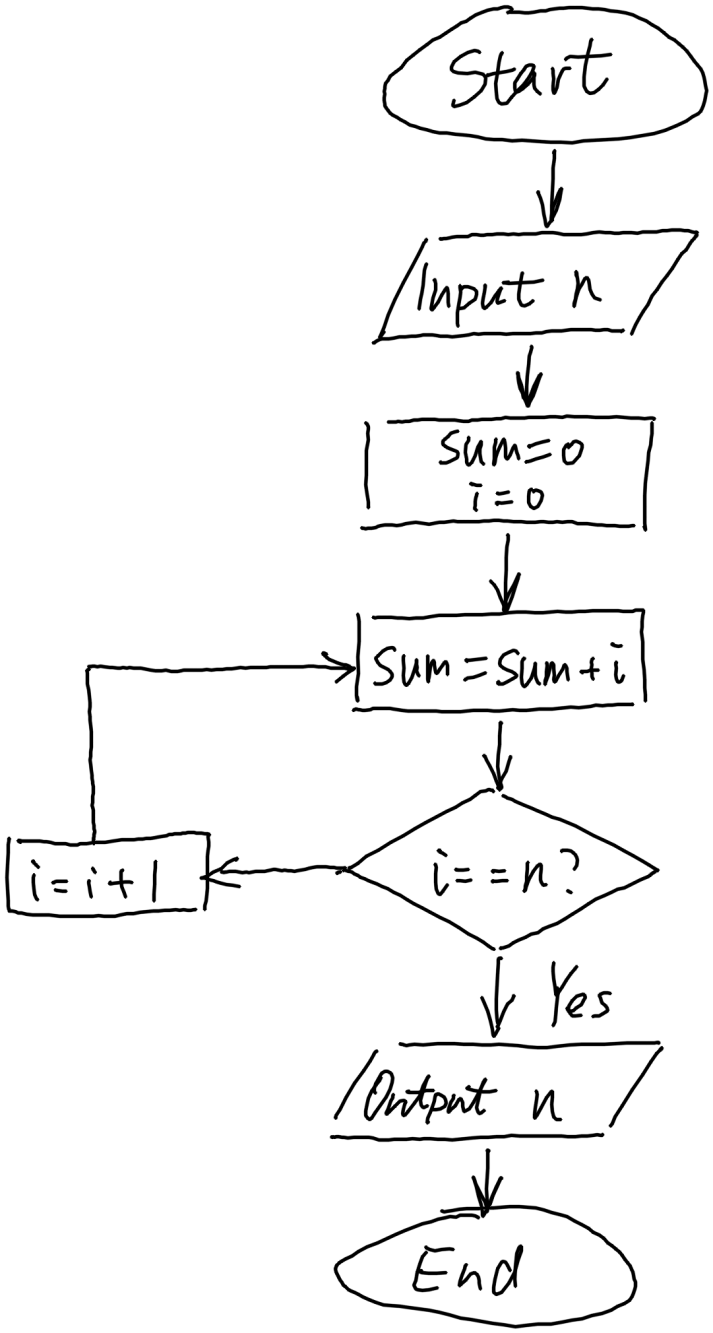 Start
Input n
sum=0
i=0
sum=sum+i
i==n?
i=i+1
Yes
Output n
End